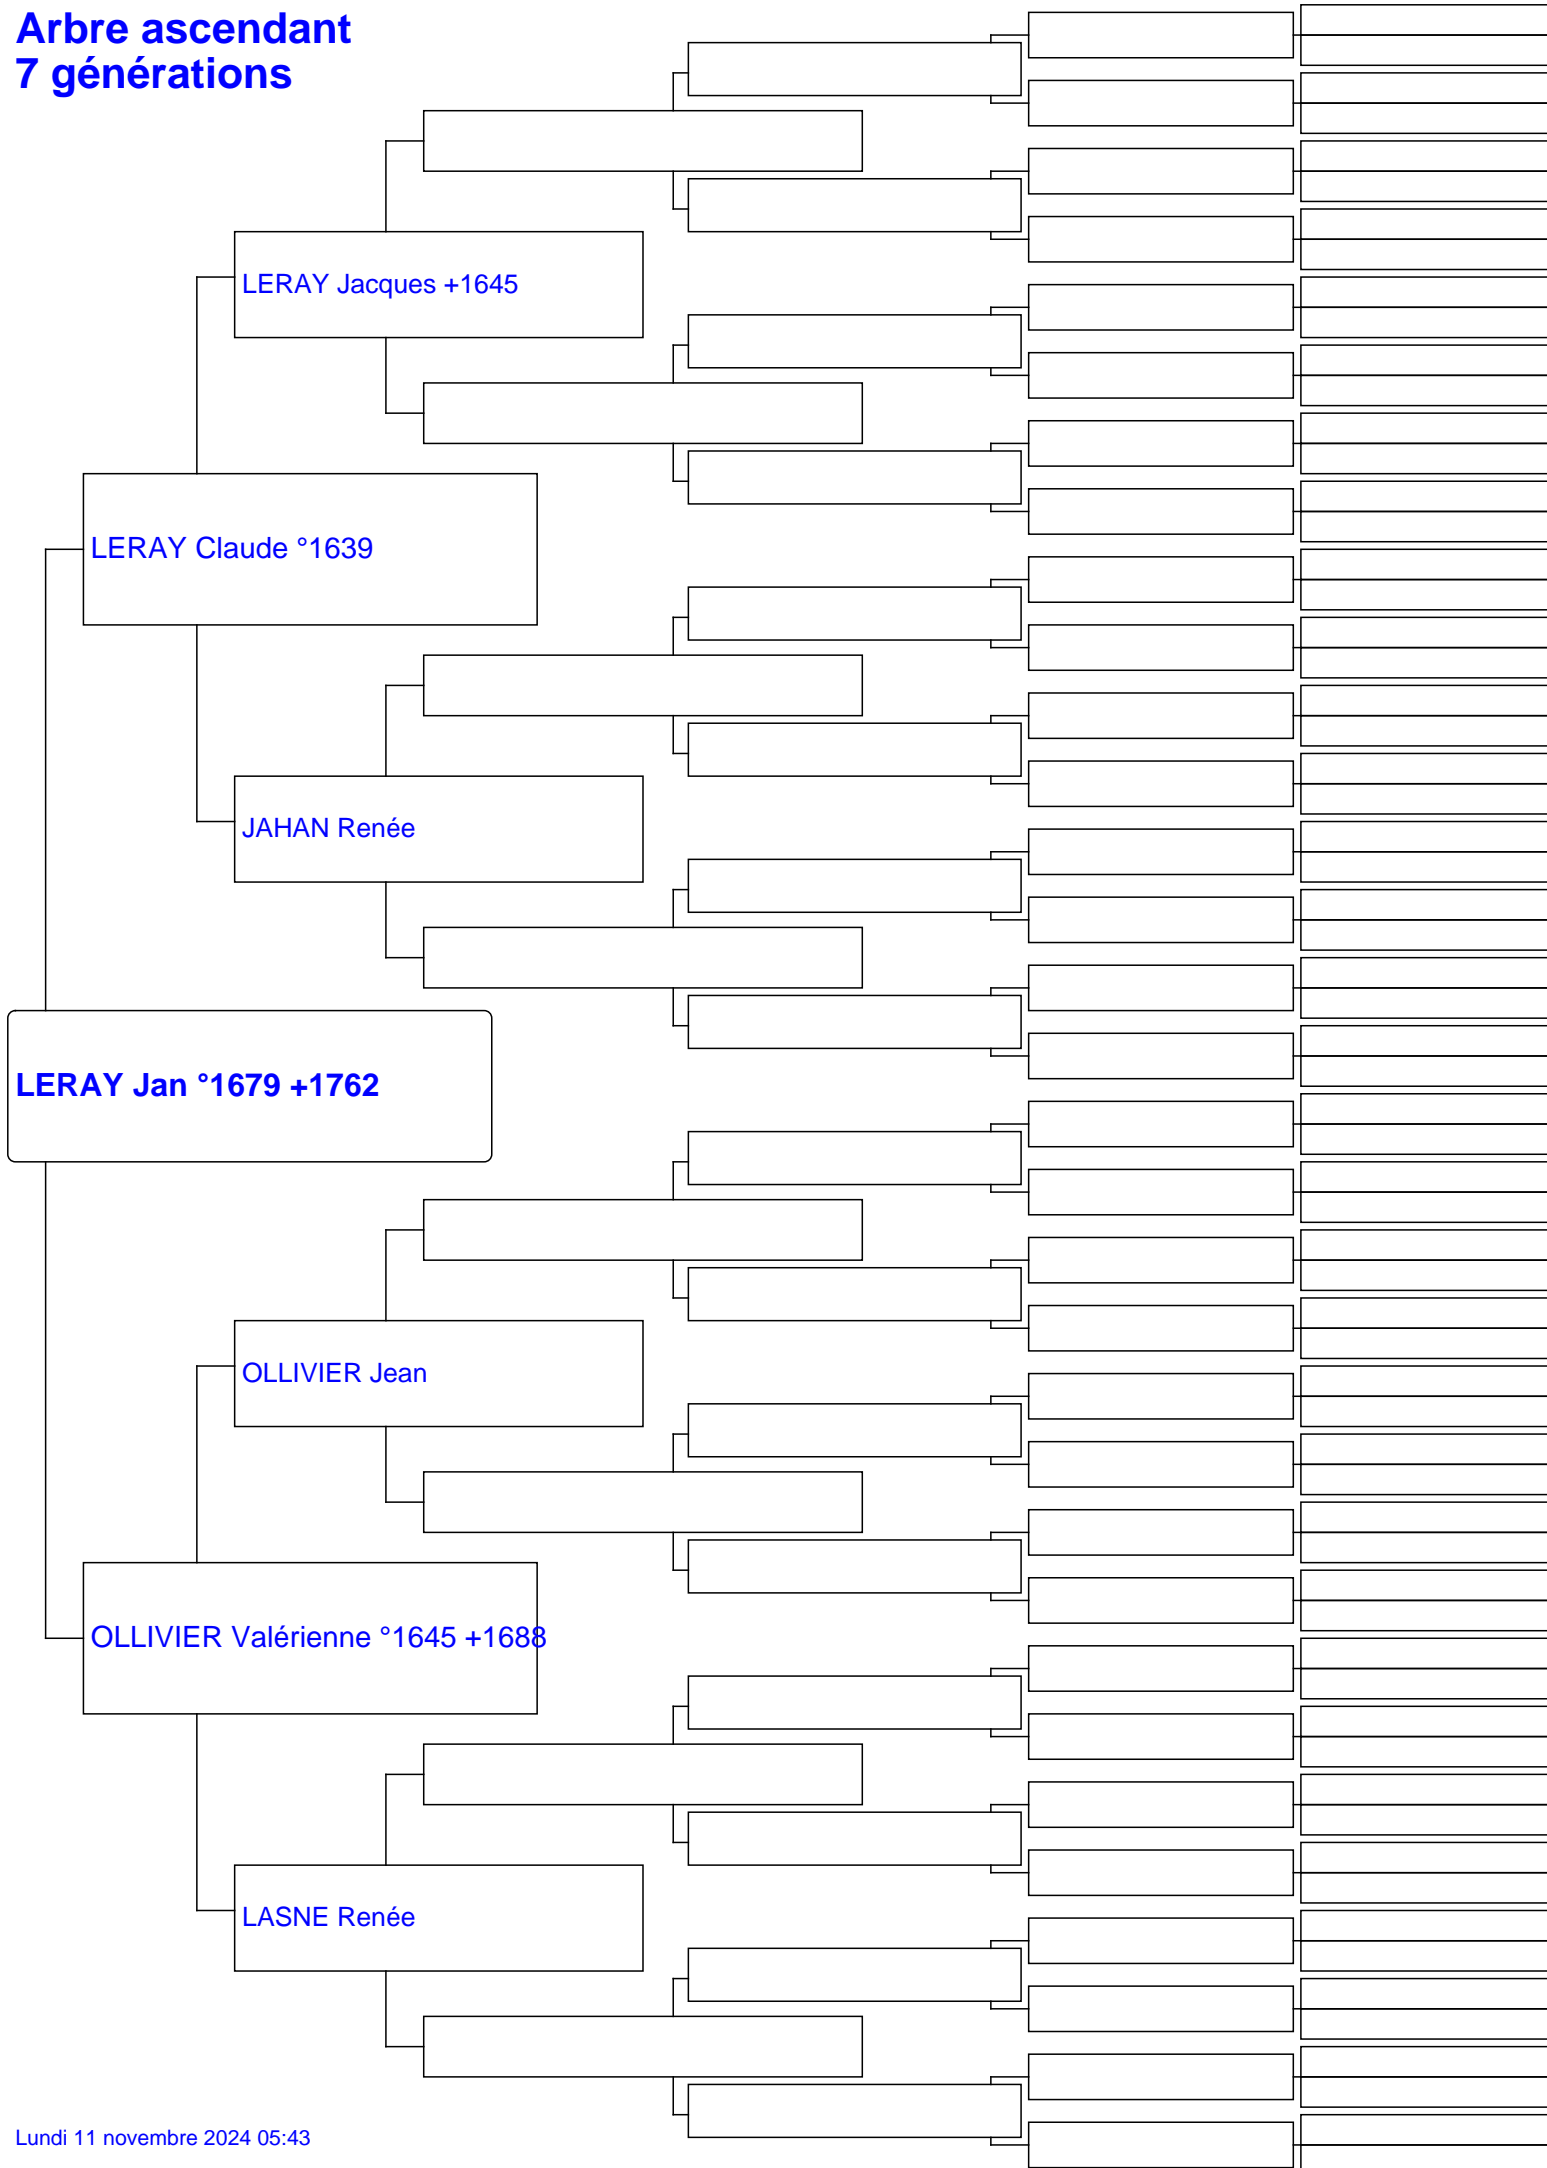 Arbre ascendant
7 générations
LERAY Jacques +1645
LERAY Claude °1639
JAHAN Renée
LERAY Jan °1679 +1762
OLLIVIER Jean
OLLIVIER Valérienne °1645 +1688
LASNE Renée
Lundi 11 novembre 2024 05:43